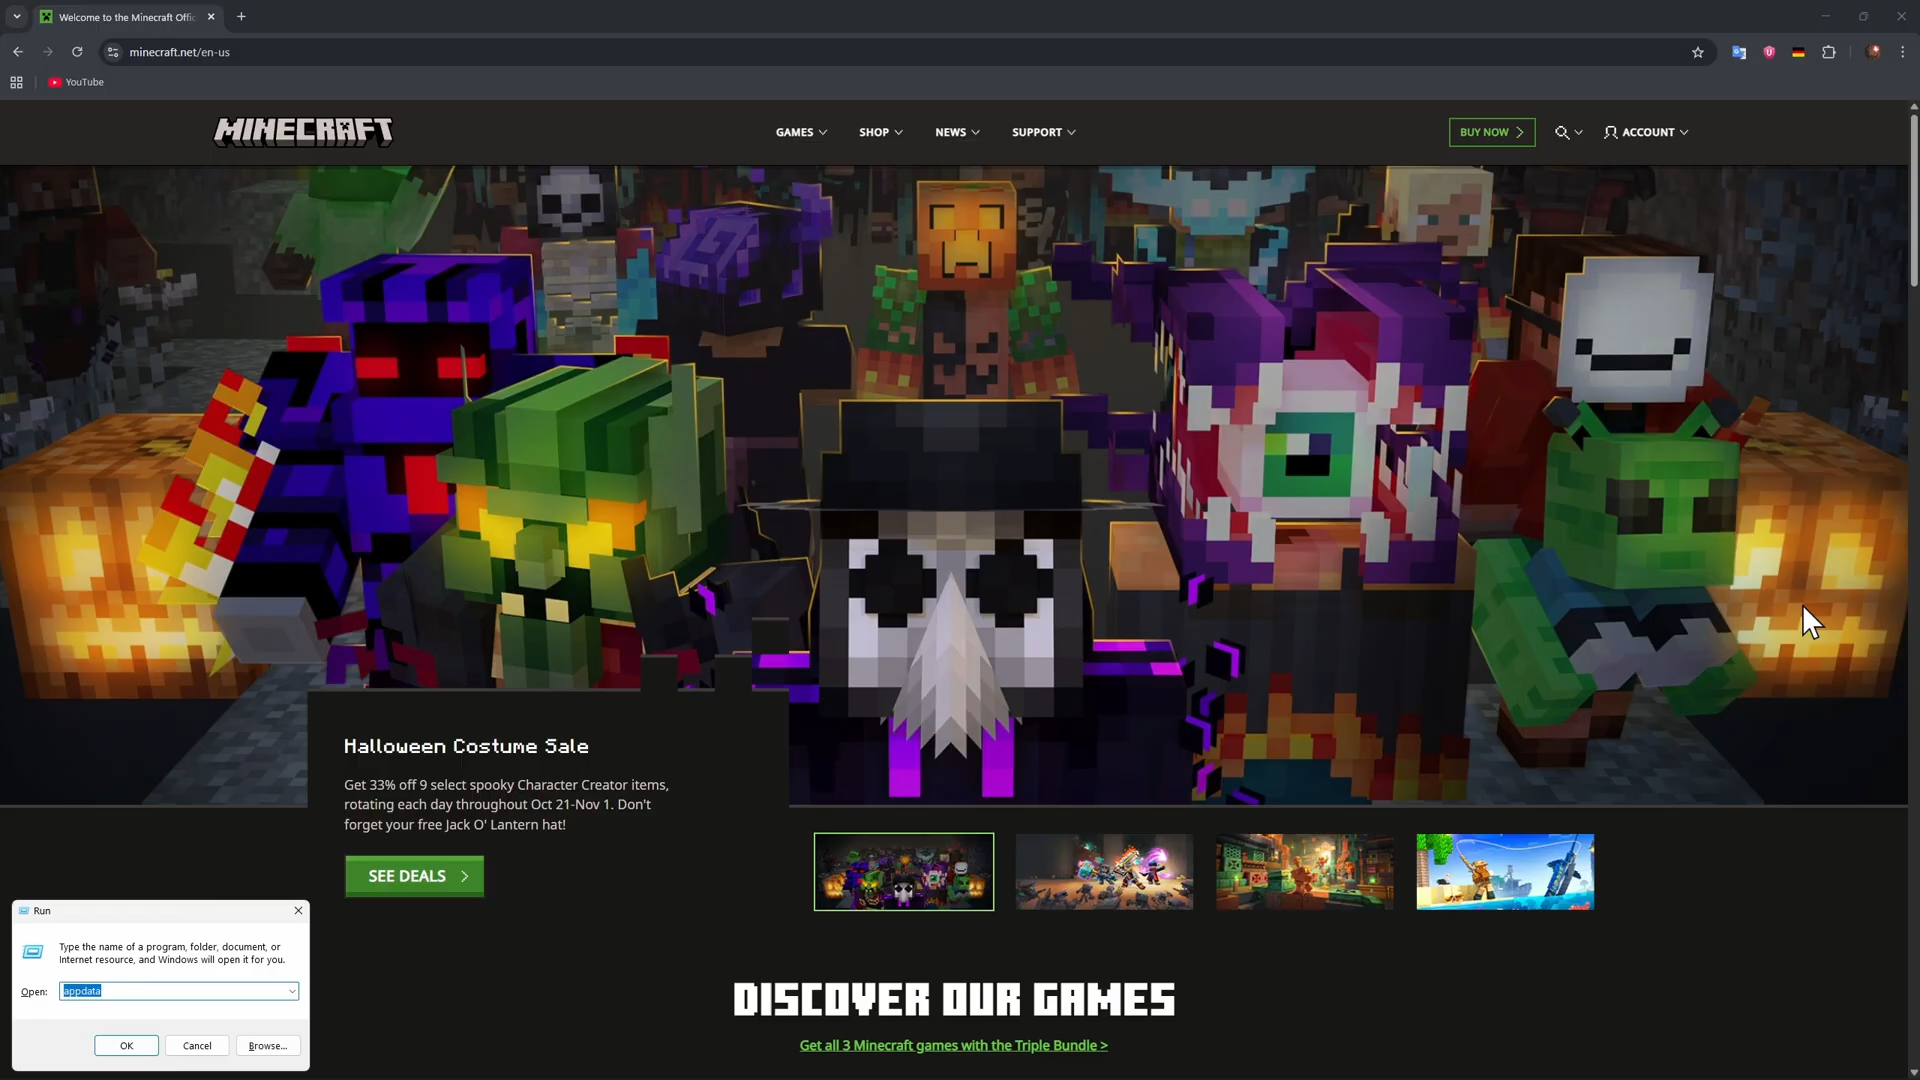 Welcome to the Minecraft Offic
minecraft.net/en-us
YouTube
MINECRAFT
GAMES
SHOP
NEWS
SUPPORT
BUY NOW
ACCOUNT
Halloween Costume Sale
Get 33% off 9 select spooky Character Creator items,
rotating each day throughout Oct 21-Nov 1. Don't
forget your free Jack O' Lantern hat!
SEE DEALS
DISCOVER OUR GAMES
Get all 3 Minecraft games with the Triple Bundle >
Run
Type the name of a program, folder, document, or
Internet resource, and Windows will open it for you.
Open:
appdata
OK
Cancel
Browse...